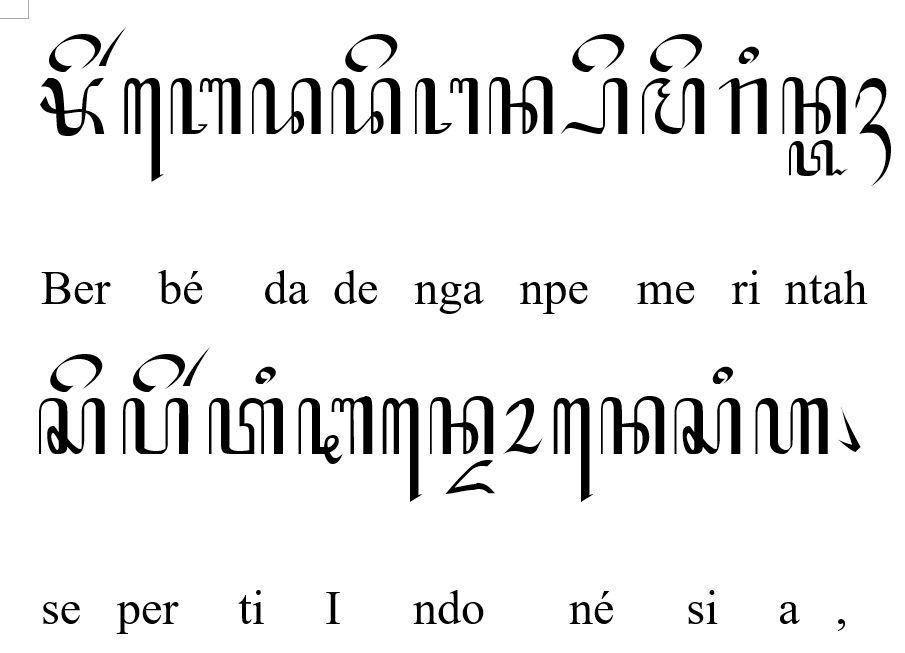 ꦨꦼꦂꦧꦺꦢꦢꦼꦔꦤ꧀ꦥꦼꦩꦼꦫꦶꦤ꧀ꦠꦃ
Ber bé da de nga npe me ri ntah
ꦱꦼꦥꦼꦂꦠꦶꦆꦤ꧀ꦢꦺꦴꦤꦺꦱꦶꦲ꧈
se per ti I ndo né si a ,